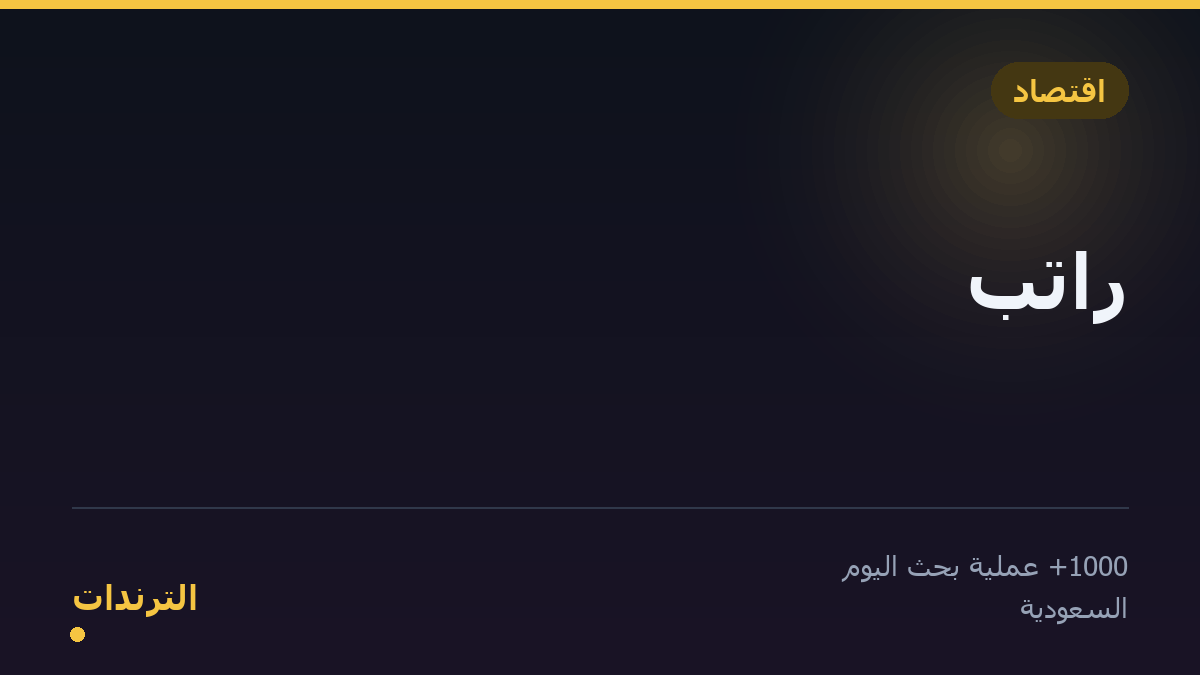 اقتصاد
راتب
1000+ عملية بحث اليوم
السعودية
الترندات